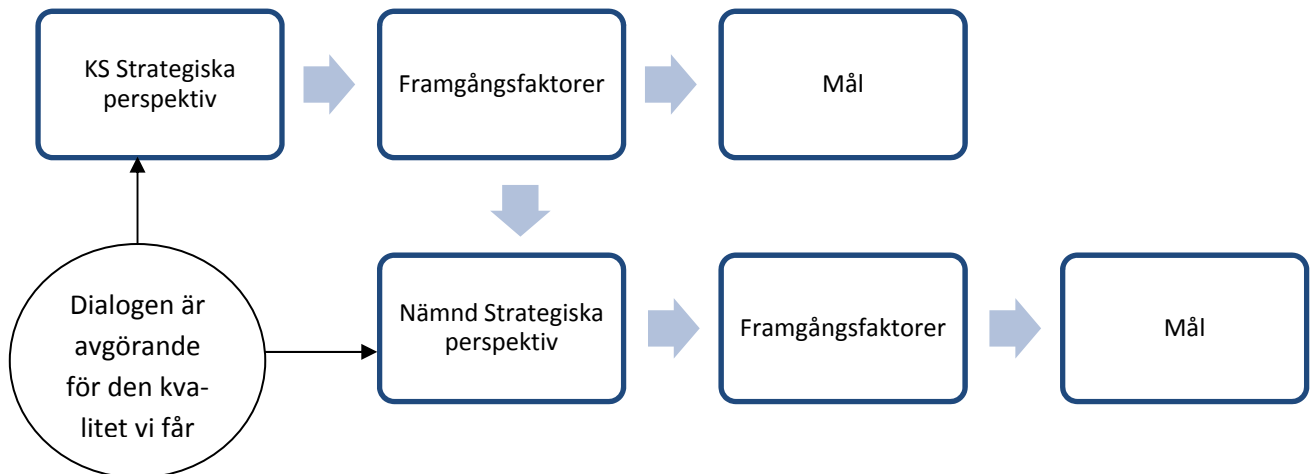 KS Strategiska
perspektiv
Framgångsfaktorer
Mål
Dialogen är
avgörande
för den kva-
litet vi får
Nämnd Strategiska
perspektiv
Framgångsfaktorer
Mål